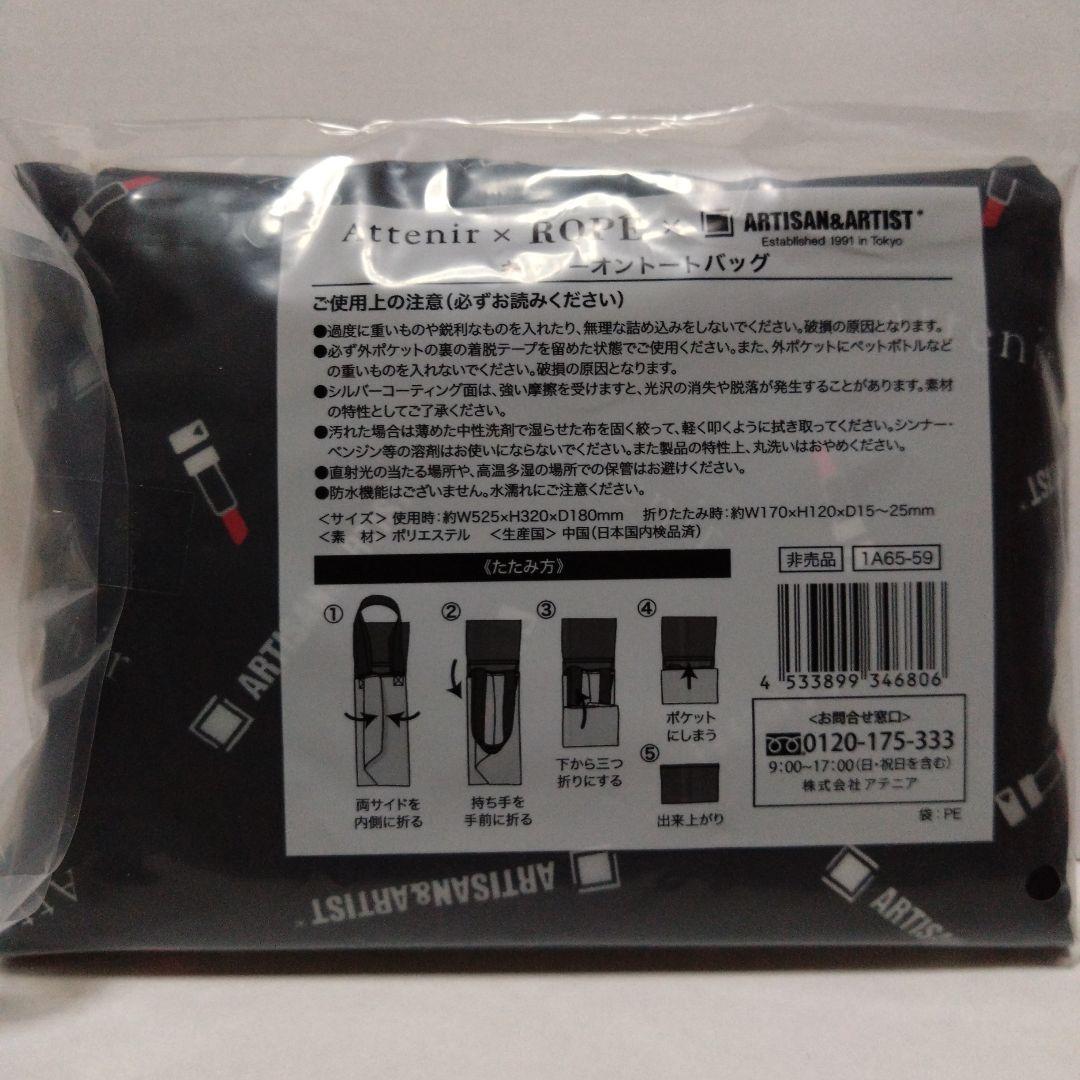 Attenir × ROPE × ARTISAN&ARTIST®
Established 1991 in Tokyo
ーオントートバッグ
ご使用上の注意(必ずお読みください)
●過度に重いものや鋭利なものを入れたり、無理な詰め込みをしないでください。破損の原因となります。
●必ず外ポケットの裏の着脱テープを留めた状態でご使用ください。また、外ポケットにペットボトルなど
の重いものを入れないでください。破損の原因となります。
●シルバーコーティング面は、強い摩擦を受けますと、光沢の消失や脱落が発生することがあります。素材
の特性としてご了承ください。
●汚れた場合は薄めた中性洗剤で湿らせた布を固く絞って、軽く叩くように拭き取ってください。シンナー・
ベンジン等の溶剤はお使いにならないでください。また製品の特性上、丸洗いはおやめください。
●直射光の当たる場所や、高温多湿の場所での保管はお避けください。
●防水機能はございません。水濡れにご注意ください。
<サイズ> 使用時:約W525×H320×D180mm 折りたたみ時:約W170×H120×D15~25mm
<素 材> ポリエステル <生産国> 中国(日本国内検品済)
《たたみ方》
非売品 1A65-59
① ② ③ ④
両サイドを
内側に折る
持ち手を
手前に折る
下から三つ
折りにする
ポケット
にしまう
⑤
出来上がり
4 533899 346806
<お問合せ窓口>
0120-175-333
9:00~17:00(日・祝日を含む)
株式会社アテニア
袋:PE
ARTIST
ART
ARTISAN&ARTIST
ARTISAN
Att